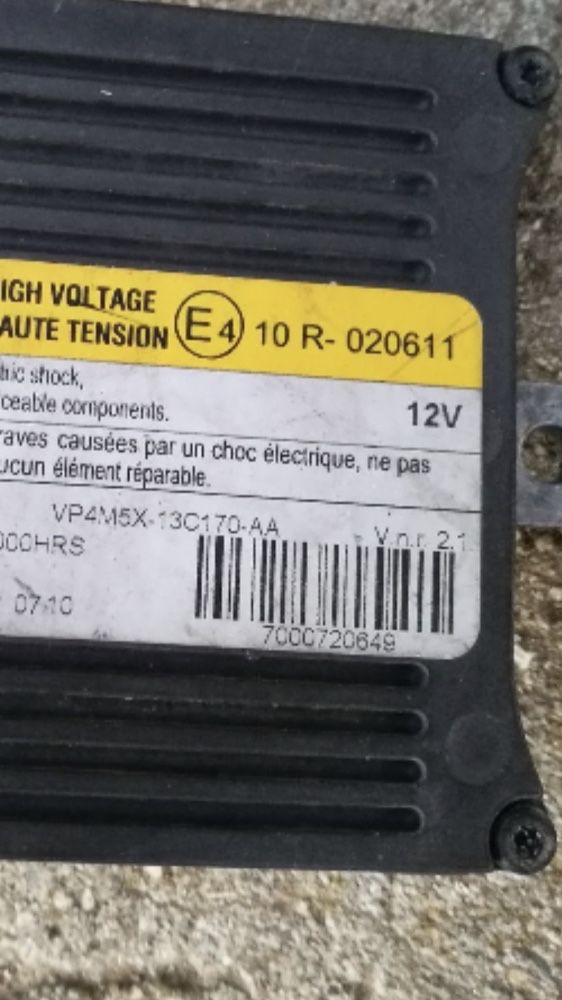 IGH VOLTAGE
AUTE TENSION
E4 10 R- 020611
tric shock,
ceable components.
12V
raves causées par un choc électrique, ne pas
ucun élément réparable.
VP4M5X-13C170-AA
V.n.r. 2.1
000HRS
07:10
7000720649